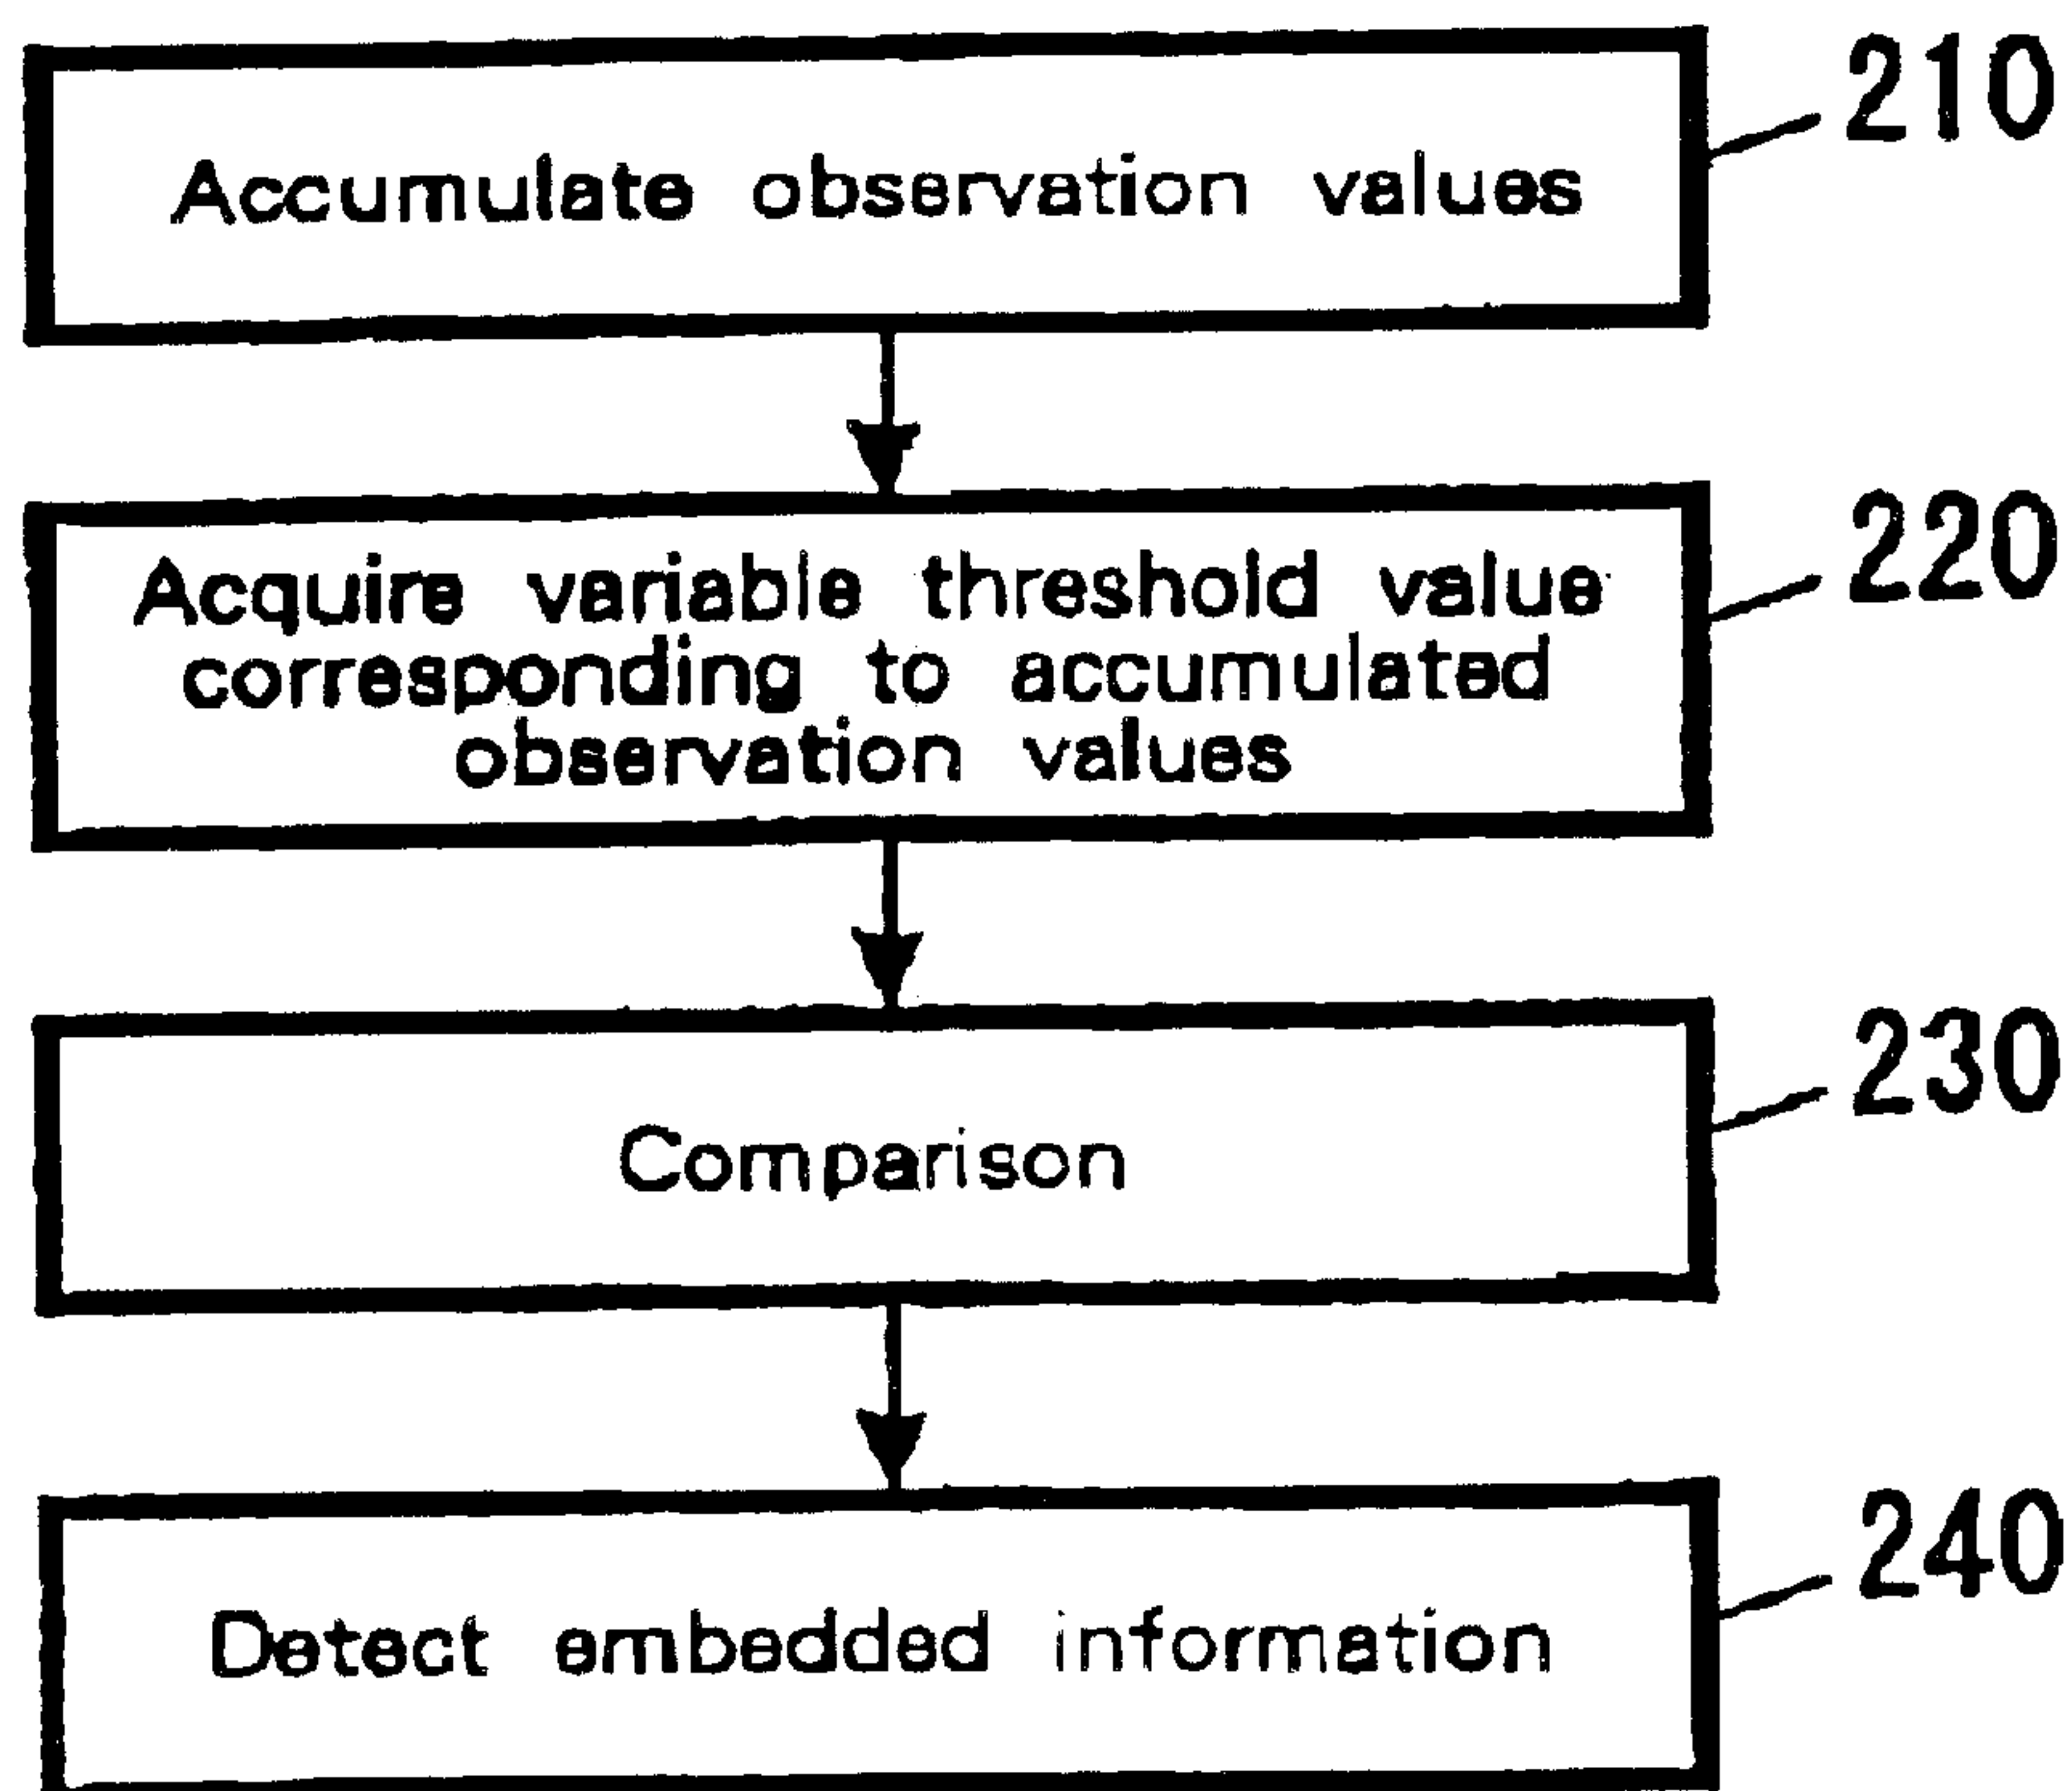 210
Accumulate observation values
220
Acquire variable threshold value
corresponding to accumulated
observation values
230
Comparison
240
Detect embedded information